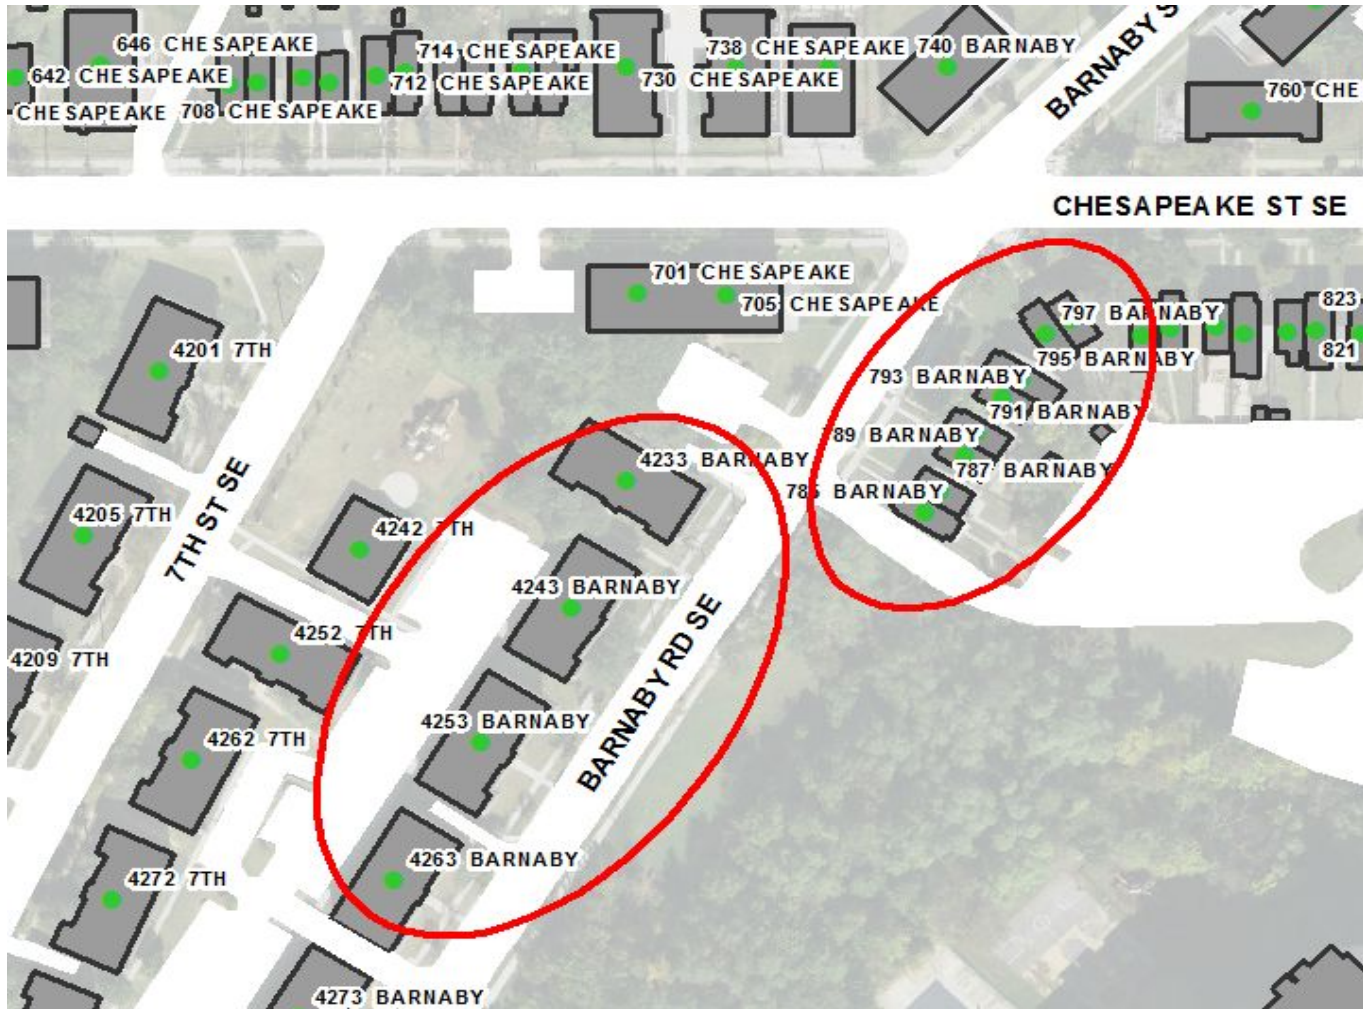 646 CHESAPEAKE
714 CHESAPEAKE
738 CHESAPEAKE
740 BARNABY
BARNABY S
642 CHESAPEAKE
712 CHESAPEAKE
730 CHESAPEAKE
760 CHE
CHESAPEAKE
708 CHESAPEAKE
CHESAPEAKE ST SE
701 CHESAPEAKE
705 CHESAPEAKE
797 BARNABY
823
4201 7TH
795 BARNABY
821
793 BARNABY
791 BARNABY
789 BARNABY
4233 BARNABY
787 BARNABY
785 BARNABY
4205 7TH
7TH ST SE
4242 7TH
4243 BARNABY
4252 7TH
4209 7TH
BARNABY RD SE
4253 BARNABY
4262 7TH
4263 BARNABY
4272 7TH
4273 BARNABY